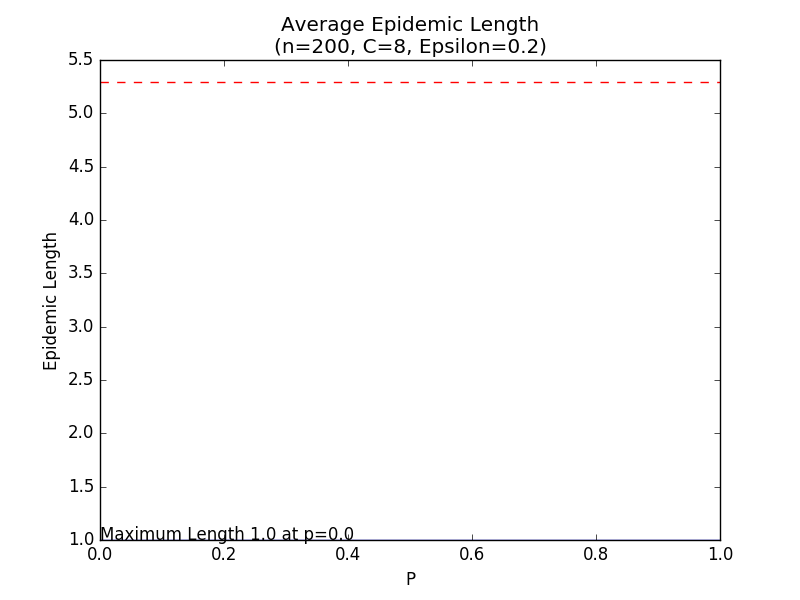 Average Epidemic Length
(n=200, C=8, Epsilon=0.2)
5.5
5.0
4.5
4.0
3.5
3.0
2.5
2.0
1.5
1.0
Epidemic Length
Maximum Length 1.0 at p=0.0
0.0 0.2 0.4 0.6 0.8 1.0
P